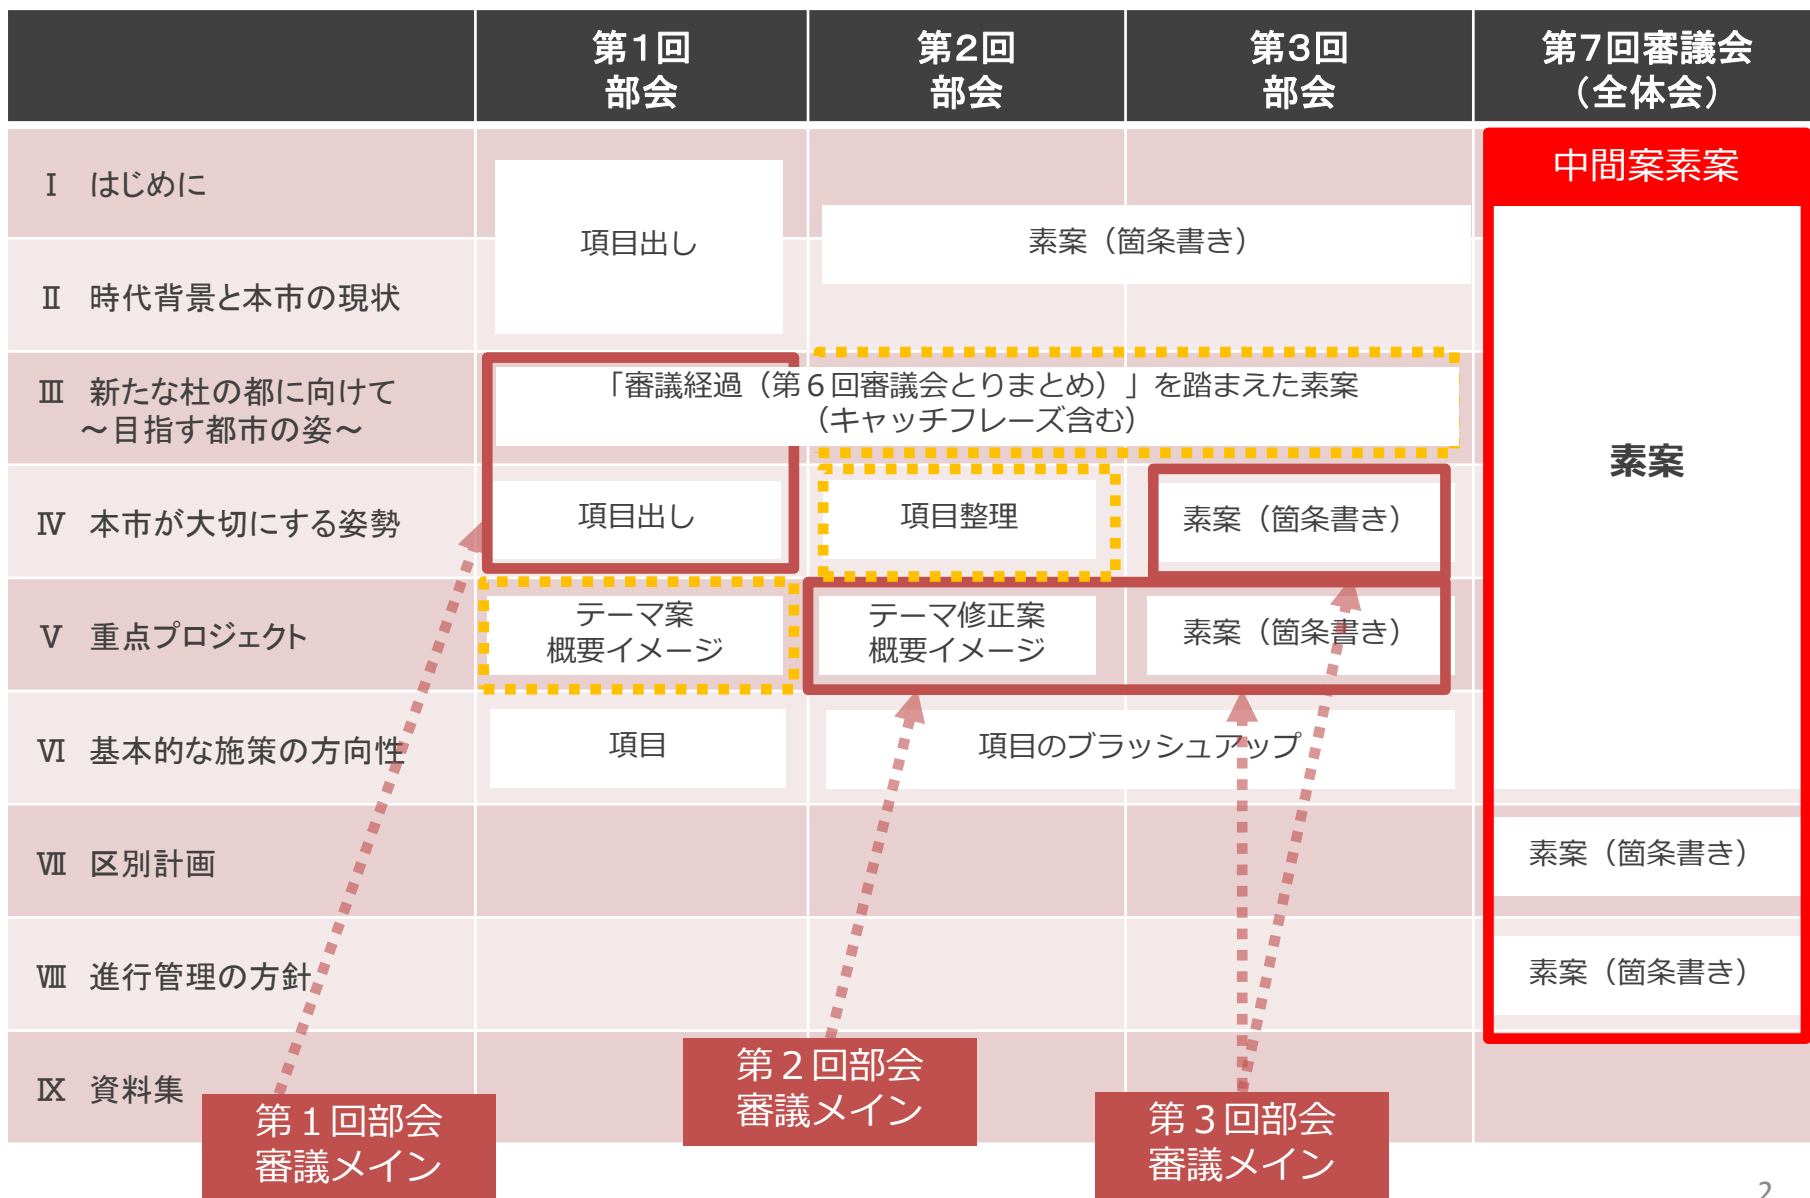 第1回
部会
第2回
部会
第3回
部会
第7回審議会
（全体会）
Ⅰ　はじめに
項目出し
素案（箇条書き）
中間案素案
Ⅱ　時代背景と本市の現状
Ⅲ　新たな杜の都に向けて
～目指す都市の姿～
「審議経過（第６回審議会とりまとめ）」を踏まえた素案
（キャッチフレーズ含む）
素案
Ⅳ　本市が大切にする姿勢
項目出し
項目整理
素案（箇条書き）
Ⅴ　重点プロジェクト
テーマ案
概要イメージ
テーマ修正案
概要イメージ
素案（箇条書き）
Ⅵ　基本的な施策の方向性
項目
項目のブラッシュアップ
Ⅶ　区別計画
素案（箇条書き）
Ⅷ　進行管理の方針
素案（箇条書き）
Ⅸ　資料集
第１回部会
審議メイン
第２回部会
審議メイン
第３回部会
審議メイン
2